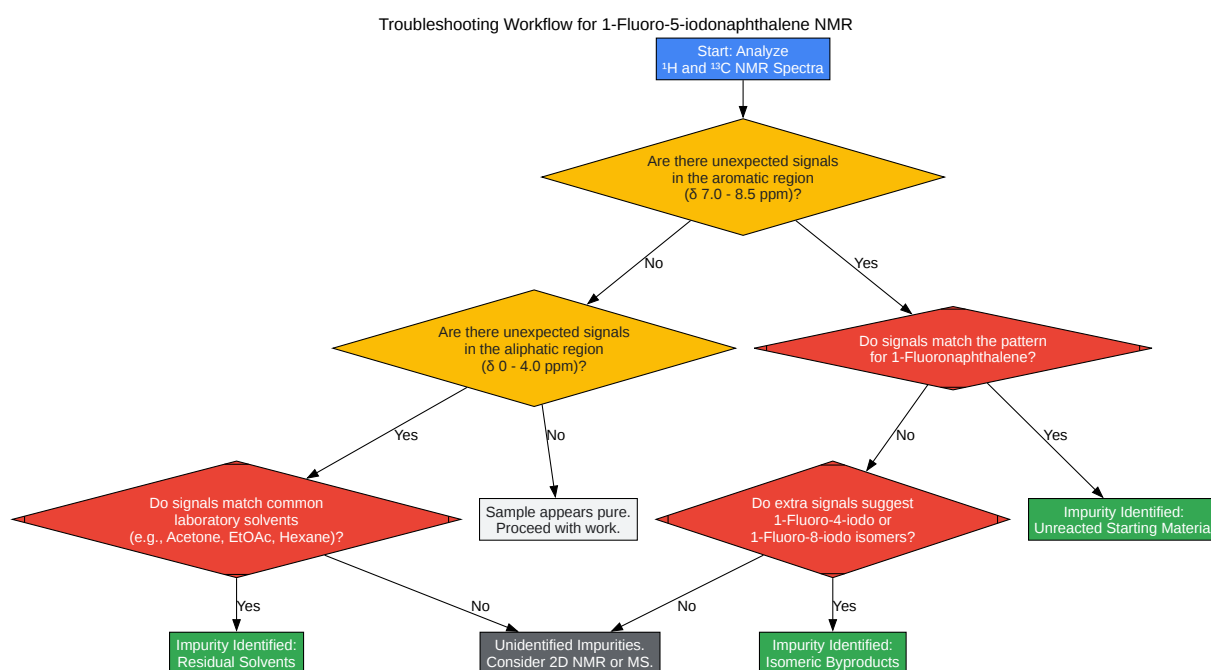 Troubleshooting Workflow for 1-Fluoro-5-iodonaphthalene NMR
Start: Analyze
¹H and ¹³C NMR Spectra
Are there unexpected signals
in the aromatic region
(δ 7.0 - 8.5 ppm)?
No
Yes
Are there unexpected signals
in the aliphatic region
(δ 0 - 4.0 ppm)?
Do signals match the pattern
for 1-Fluoronaphthalene?
Yes
No
No
Yes
Do signals match common
laboratory solvents
(e.g., Acetone, EtOAc, Hexane)?
Sample appears pure.
Proceed with work.
Do extra signals suggest
1-Fluoro-4-iodo or
1-Fluoro-8-iodo isomers?
Impurity Identified:
Unreacted Starting Material
Yes
No
No
Yes
Impurity Identified:
Residual Solvents
Unidentified Impurities.
Consider 2D NMR or MS.
Impurity Identified:
Isomeric Byproducts